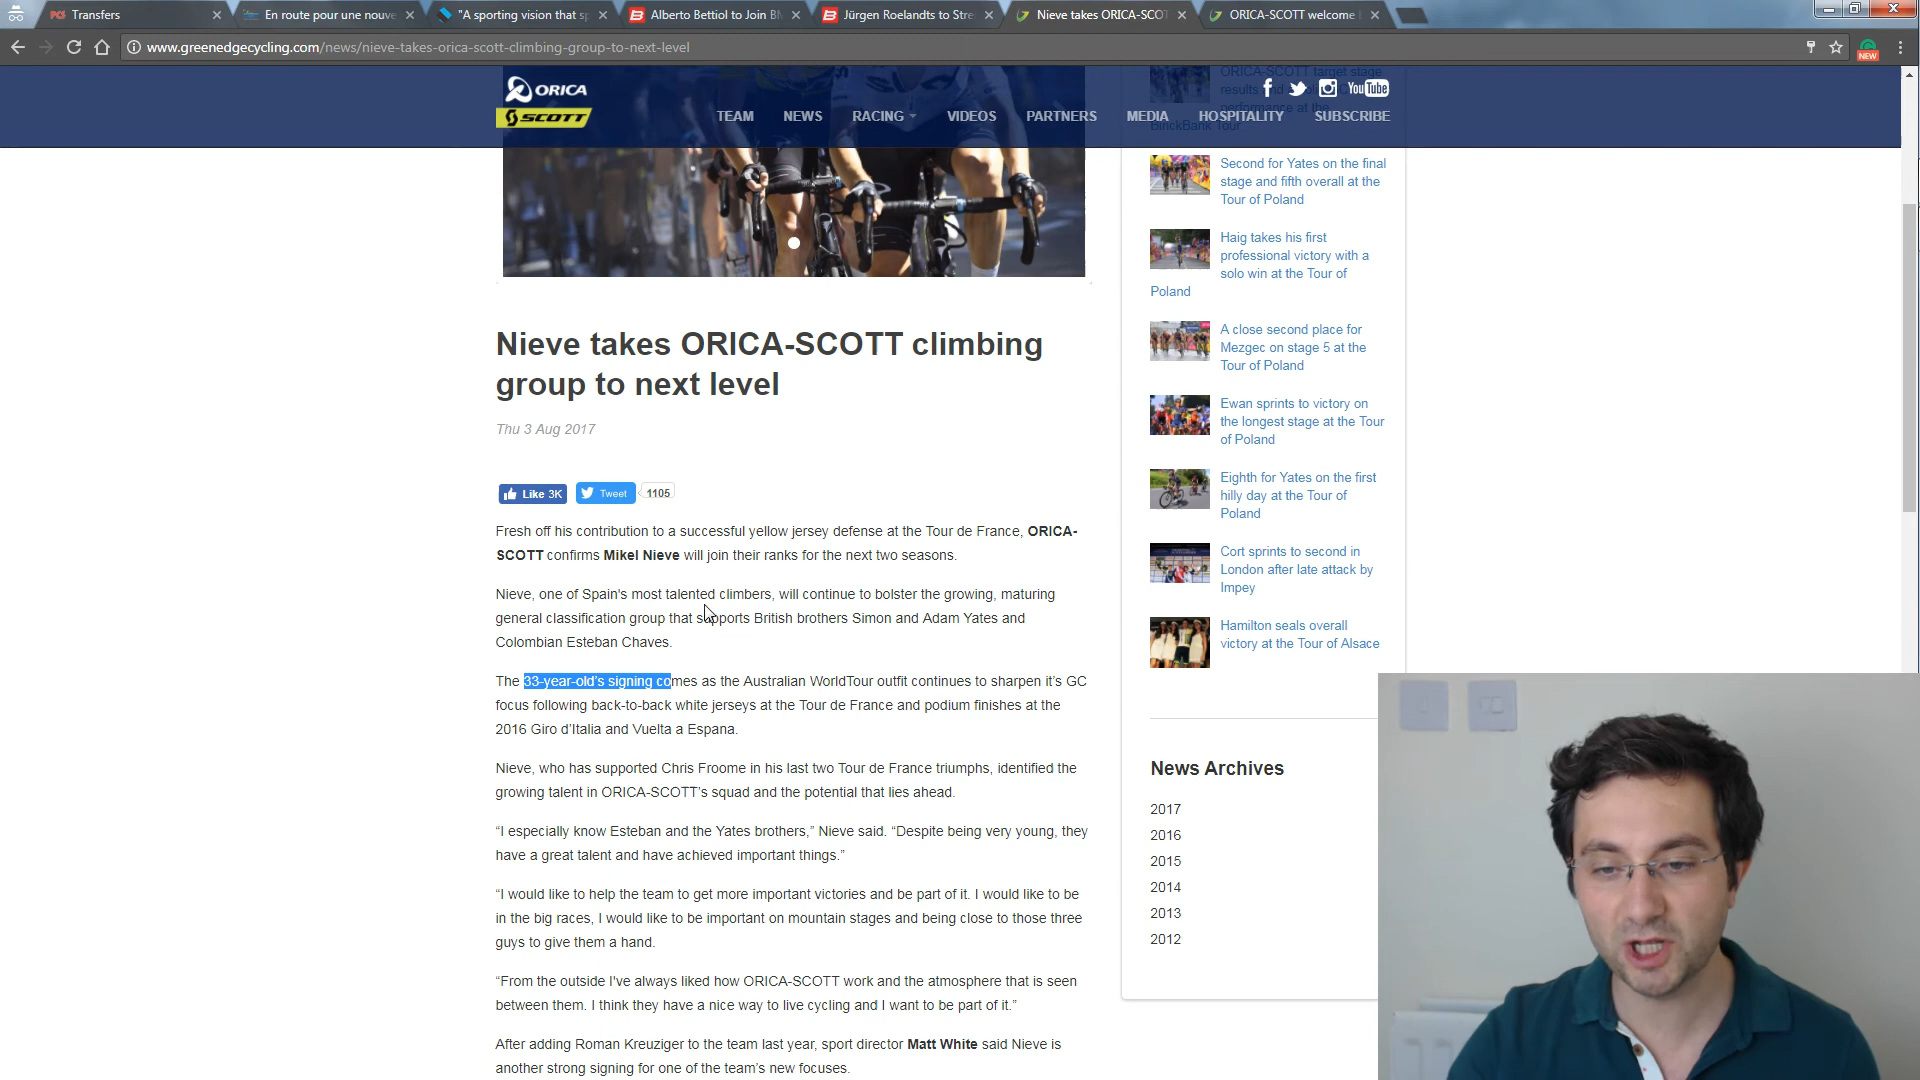 Transfers
En route pour une nouve
"A sporting vision that sp
Alberto Bettiol to Join BM
Jürgen Roelandts to Stre
Nieve takes ORICA-SCOT
ORICA-SCOTT welcome
www.greenedgecycling.com/news/nieve-takes-orica-scott-climbing-group-to-next-level
NEW
ORICA
SCOTT
TEAM
NEWS
RACING
VIDEOS
PARTNERS
MEDIA
HOSPITALITY
SUBSCRIBE
You Tube
ORICA-SCOTT target stage
performance at the
BinckBank Tour
Second for Yates on the final
stage and fifth overall at the
Tour of Poland
Haig takes his first
professional victory with a
solo win at the Tour of
Poland
A close second place for
Mezgec on stage 5 at the
Tour of Poland
Ewan sprints to victory on
the longest stage at the Tour
of Poland
Eighth for Yates on the first
hilly day at the Tour of
Poland
Cort sprints to second in
London after late attack by
Impey
Hamilton seals overall
victory at the Tour of Alsace
News Archives
2017
2016
2015
2014
2013
2012
Nieve takes ORICA-SCOTT climbing
group to next level
Thu 3 Aug 2017
Like 3K
Tweet
1105
Fresh off his contribution to a successful yellow jersey defense at the Tour de France, ORICA-
SCOTT confirms Mikel Nieve will join their ranks for the next two seasons.
Nieve, one of Spain's most talented climbers, will continue to bolster the growing, maturing
general classification group that supports British brothers Simon and Adam Yates and
Colombian Esteban Chaves.
The 33-year-old's signing comes as the Australian WorldTour outfit continues to sharpen it's GC
focus following back-to-back white jerseys at the Tour de France and podium finishes at the
2016 Giro d'Italia and Vuelta a Espana.
Nieve, who has supported Chris Froome in his last two Tour de France triumphs, identified the
growing talent in ORICA-SCOTT's squad and the potential that lies ahead.
“I especially know Esteban and the Yates brothers,” Nieve said. “Despite being very young, they
have a great talent and have achieved important things.”
“I would like to help the team to get more important victories and be part of it. I would like to be
in the big races, I would like to be important on mountain stages and being close to those three
guys to give them a hand.
“From the outside I've always liked how ORICA-SCOTT work and the atmosphere that is seen
between them. I think they have a nice way to live cycling and I want to be part of it.”
After adding Roman Kreuziger to the team last year, sport director Matt White said Nieve is
another strong signing for one of the team's new focuses.